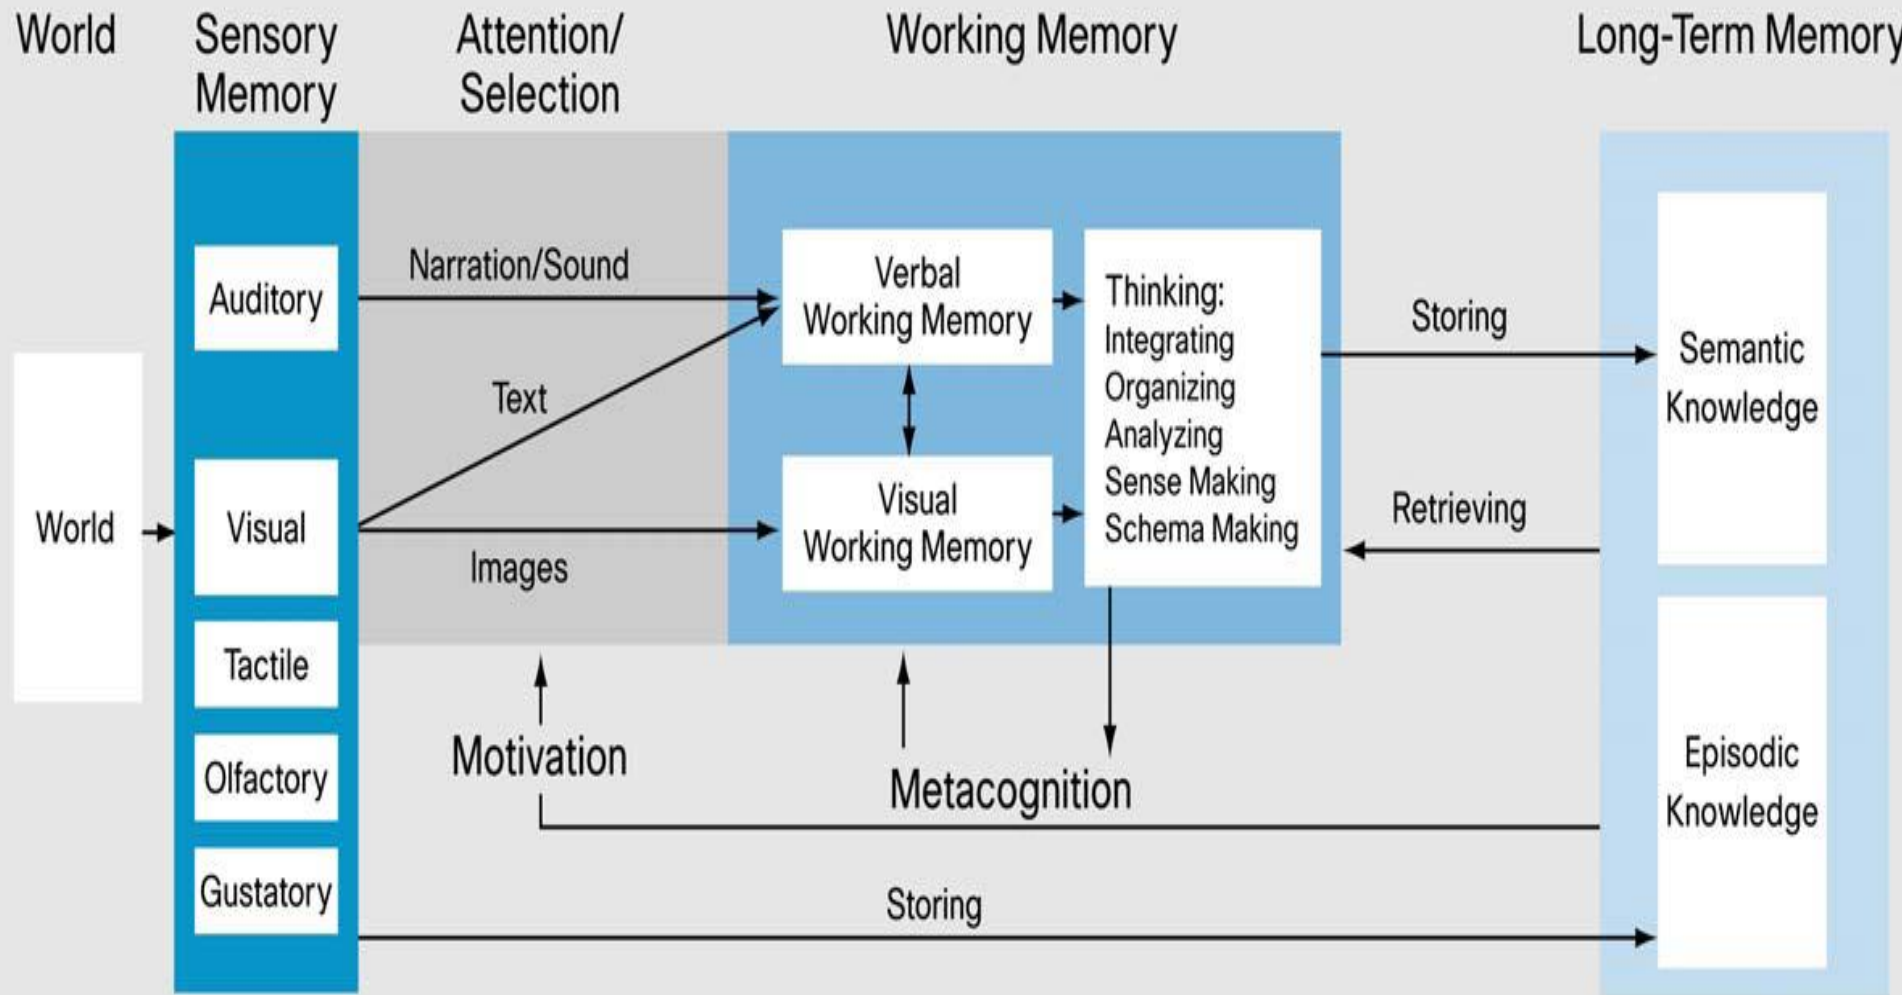 World
Sensory
Memory
Attention/
Selection
Working Memory
Long-Term Memory
World
Auditory
Visual
Tactile
Olfactory
Gustatory
Narration/Sound
Text
Images
Verbal
Working Memory
Visual
Working Memory
Thinking:
Integrating
Organizing
Analyzing
Sense Making
Schema Making
Storing
Retrieving
Semantic
Knowledge
Episodic
Knowledge
Motivation
Metacognition
Storing